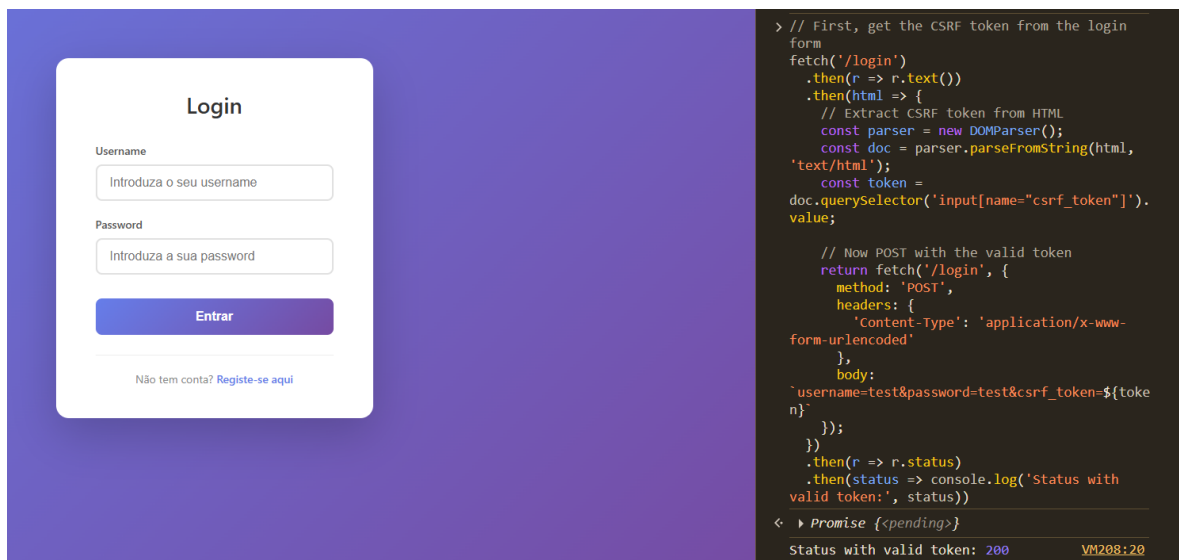 Login
Username
Introduza o seu username
Password
Introduza a sua password
Entrar
Não tem conta? Registe-se aqui
// First, get the CSRF token from the login
form
fetch('/login')
.then(r => r.text())
.then(html => {
// Extract CSRF token from HTML
const parser = new DOMParser();
const doc = parser.parseFromString(html,
'text/html');
const token =
doc.querySelector('input[name="csrf_token"]').
value;
// Now POST with the valid token
return fetch('/login', {
method: 'POST',
headers: {
'Content-Type': 'application/x-www-
form-urlencoded'
},
body:
`username=test&password=test&csrf_token=${toke
n}`
});
})
.then(r => r.status)
.then(status => console.log('Status with
valid token:', status))
Promise {<pending>}
Status with valid token: 200 VM208:20